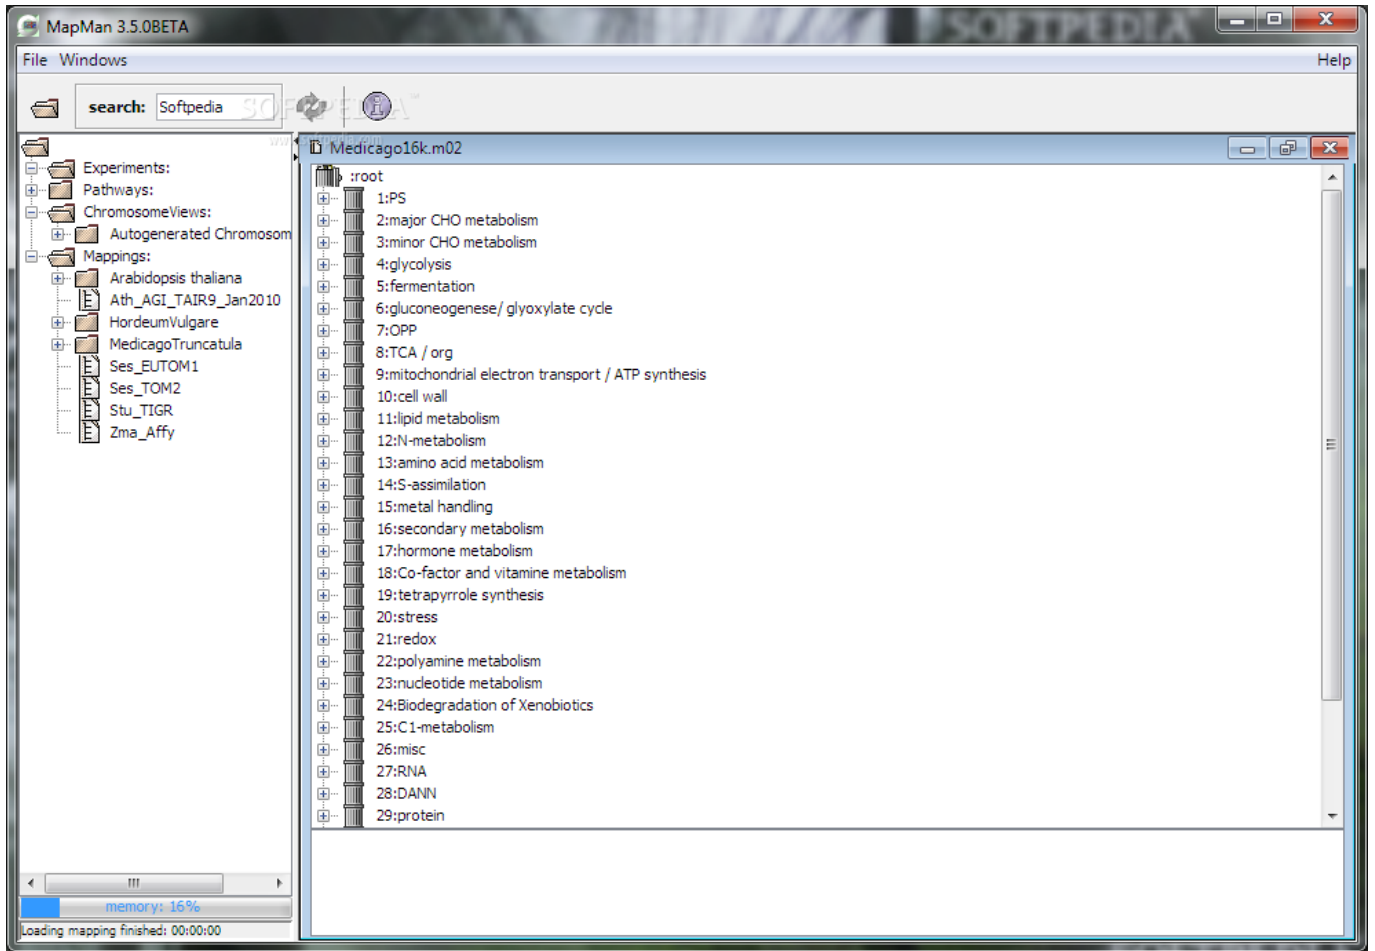 MapMan 3.5.0BETA
SOFTPEDIA
File Windows Help
search: Softpedia
SOFTPEDIA
www.softpedia.com
Experiments:
Pathways:
ChromosomeViews:
Autogenerated Chromosom
Mappings:
Arabidopsis thaliana
Ath_AGI_TAIR9_Jan2010
HordeumVulgare
MedicagoTruncatula
Ses_EUTOM1
Ses_TOM2
Stu_TIGR
Zma_Affy
memory: 16%
Loading mapping finished: 00:00:00
Medicago16k.m02
:root
1:PS
2:major CHO metabolism
3:minor CHO metabolism
4:glycolysis
5:fermentation
6:gluconeogenese/ glyoxylate cycle
7:OPP
8:TCA / org
9:mitochondrial electron transport / ATP synthesis
10:cell wall
11:lipid metabolism
12:N-metabolism
13:amino acid metabolism
14:S-assimilation
15:metal handling
16:secondary metabolism
17:hormone metabolism
18:Co-factor and vitamine metabolism
19:tetrapyrrole synthesis
20:stress
21:redox
22:polyamine metabolism
23:nucleotide metabolism
24:Biodegradation of Xenobiotics
25:C1-metabolism
26:misc
27:RNA
28:DANN
29:protein